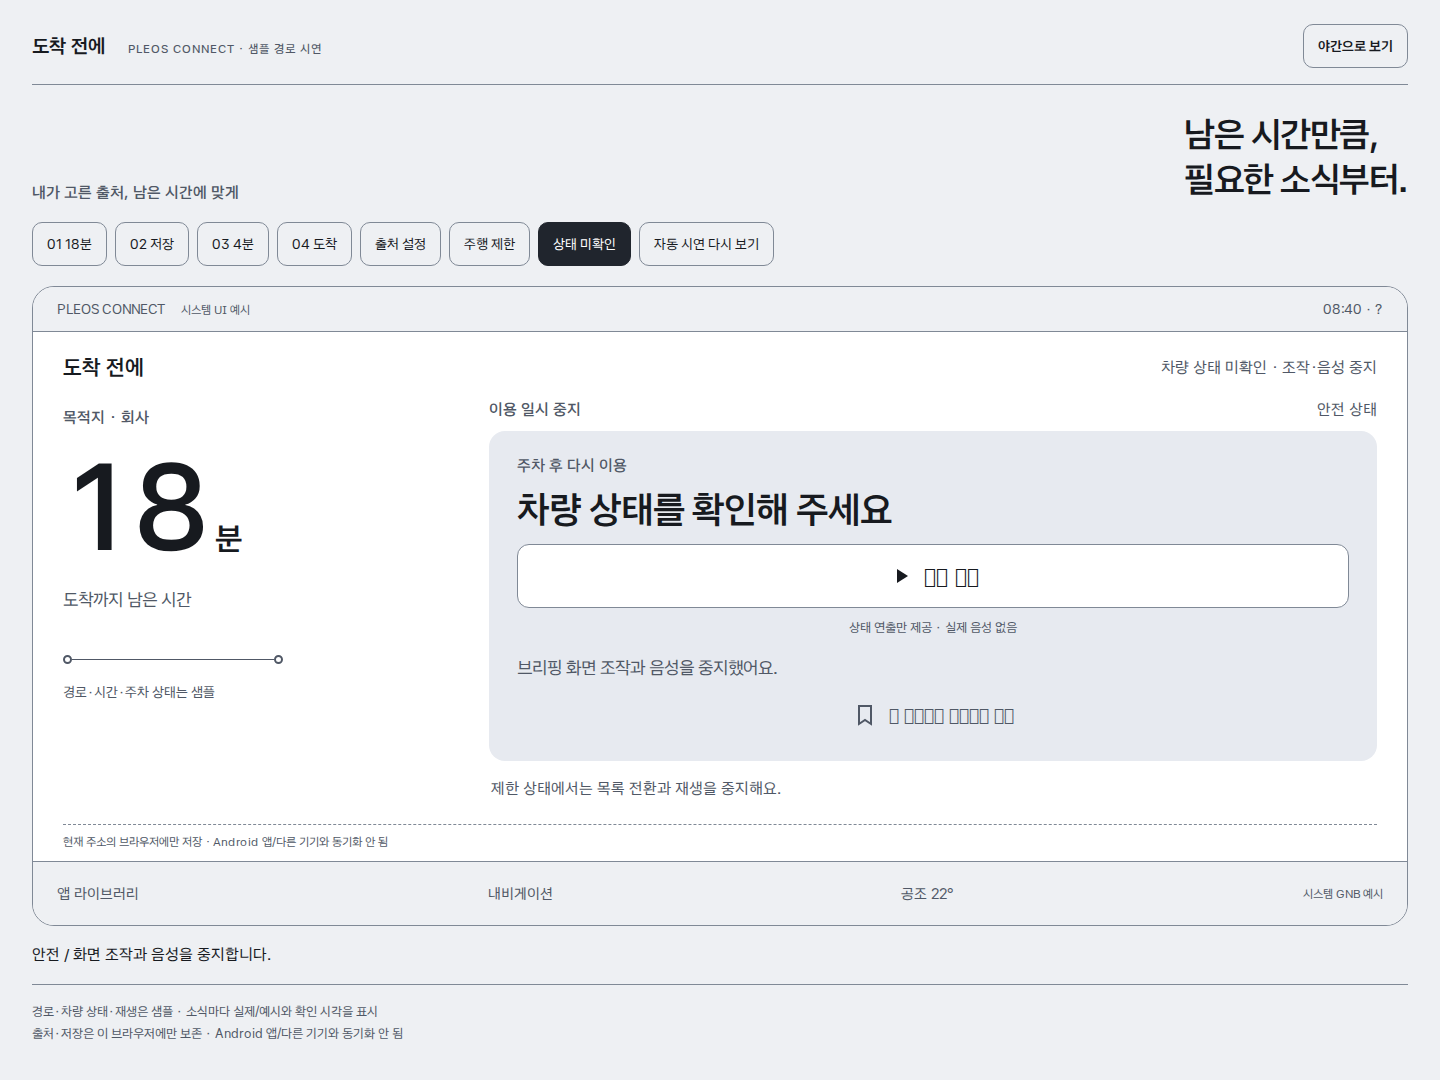 도착 전에
PLEOS CONNECT · 샘플 경로 시연
야간으로 보기
남은 시간만큼,
필요한 소식부터.
내가 고른 출처, 남은 시간에 맞게
01 18분
02 저장
03 4분
04 도착
출처 설정
주행 제한
상태 미확인
자동 시연 다시 보기
PLEOS CONNECT 시스템 UI 예시
08:40 · ?
도착 전에
차량 상태 미확인 · 조작·음성 중지
목적지 · 회사
18분
도착까지 남은 시간
경로·시간·주차 상태는 샘플
이용 일시 중지
안전 상태
주차 후 다시 이용
차량 상태를 확인해 주세요
상태 연출만 제공 · 실제 음성 없음
브리핑 화면 조작과 음성을 중지했어요.
제한 상태에서는 목록 전환과 재생을 중지해요.
현재 주소의 브라우저에만 저장 · Android 앱/다른 기기와 동기화 안 됨
앱 라이브러리
내비게이션
공조 22°
시스템 GNB 예시
안전 / 화면 조작과 음성을 중지합니다.
경로·차량 상태·재생은 샘플 · 소식마다 실제/예시와 확인 시각을 표시
출처·저장은 이 브라우저에만 보존 · Android 앱/다른 기기와 동기화 안 됨